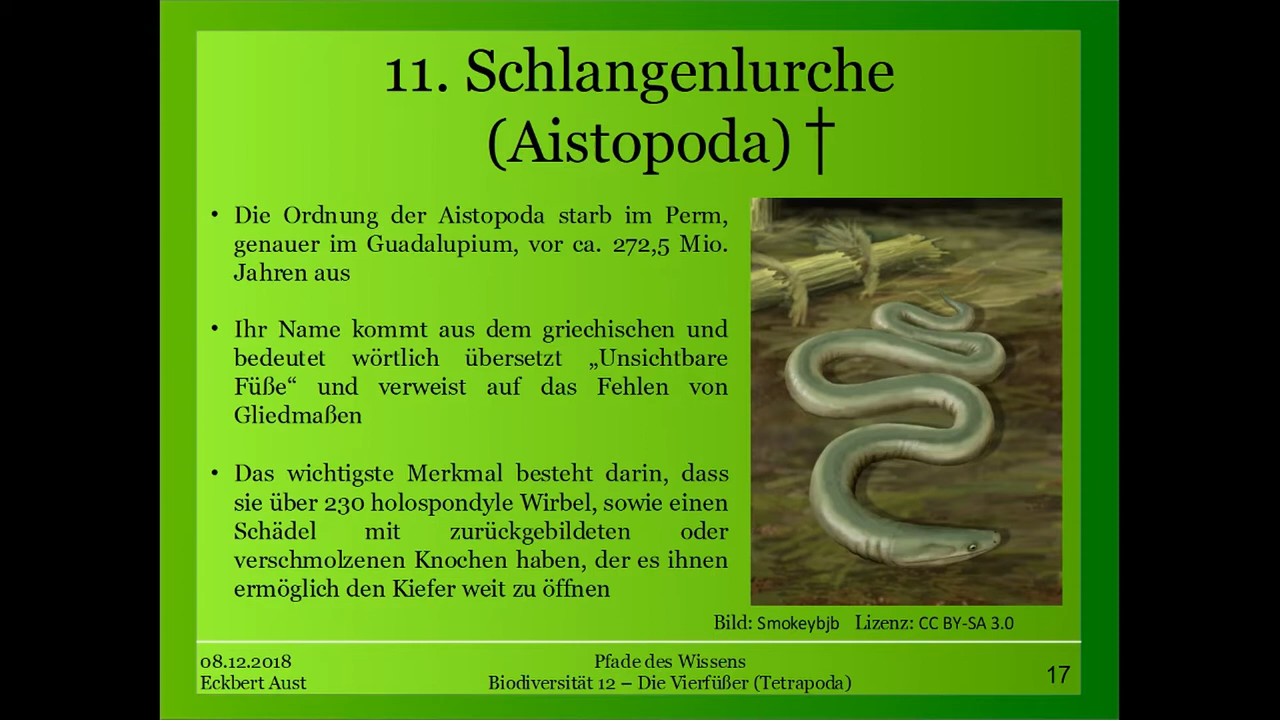 11. Schlangenlurche
(Aistopoda) †
• Die Ordnung der Aistopoda starb im Perm,
genauer im Guadalupium, vor ca. 272,5 Mio.
Jahren aus
• Ihr Name kommt aus dem griechischen und
bedeutet wörtlich übersetzt „Unsichtbare
Füße“ und verweist auf das Fehlen von
Gliedmaßen
• Das wichtigste Merkmal besteht darin, dass
sie über 230 holospondyle Wirbel, sowie einen
Schädel mit zurückgebildeten oder
verschmolzenen Knochen haben, der es ihnen
ermöglich den Kiefer weit zu öffnen
Bild: Smokeybjb Lizenz: CC BY-SA 3.0
08.12.2018
Eckbert Aust
Pfade des Wissens
Biodiversität 12 – Die Vierfüßer (Tetrapoda)
17